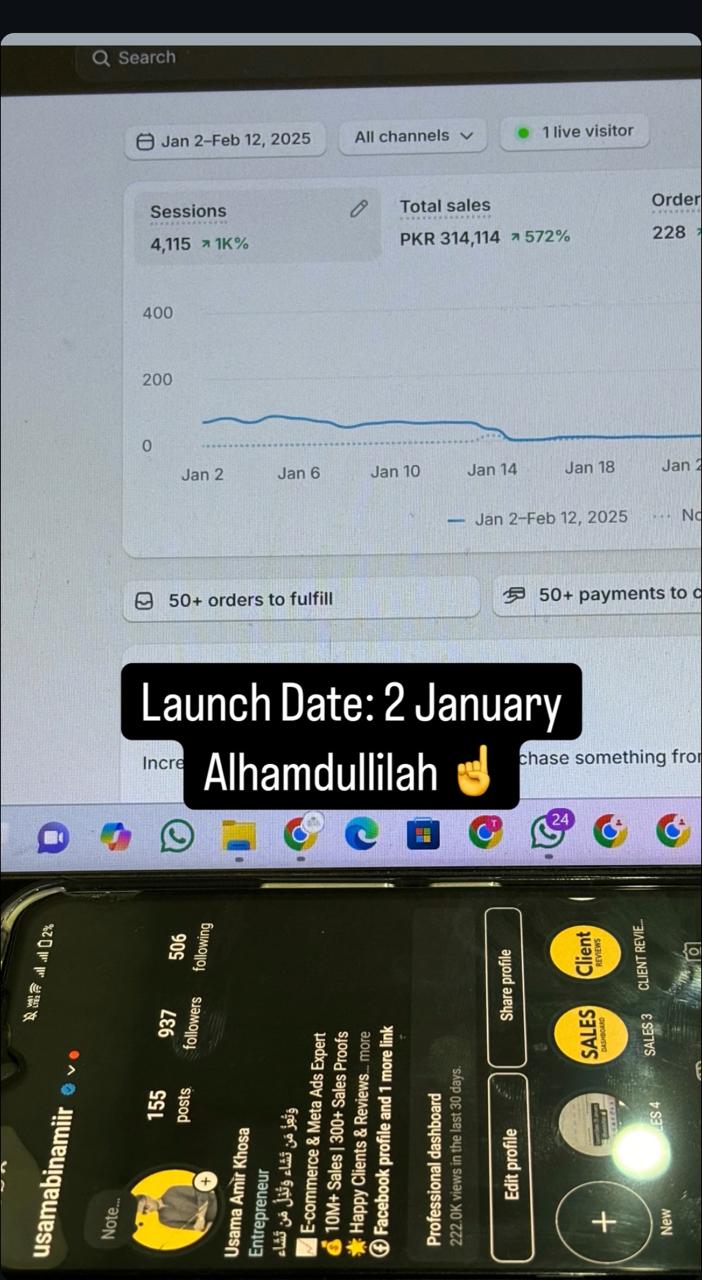 Search
Jan 2–Feb 12, 2025
All channels
1 live visitor
Sessions
4,115 ↗ 1K%
Total sales
PKR 314,114 ↗ 572%
Order
228
400
200
0
Jan 2
Jan 6
Jan 10
Jan 14
Jan 18
Jan 2
Jan 2–Feb 12, 2025
No
50+ orders to fulfill
50+ payments to c
Launch Date: 2 January
Alhamdullilah ☝️
Incre
chase something from
24
T
2%
usamabinamiir
Note...
155
posts
937
followers
506
following
Usama Amir Khosa
Entrepreneur
وَتُعِزُّ مَن تَشَاء وَتُذِلُّ مَن تَشَاء
📈 E-commerce & Meta Ads Expert
💰 10M+ Sales | 300+ Sales Proofs
🌟 Happy Clients & Reviews... more
Facebook profile and 1 more link
Professional dashboard
222.0K views in the last 30 days.
Edit profile
Share profile
New
ES 4
SALES
DASHBOARD
SALES 3
Client
REVIEWS
CLIENT REVIE...